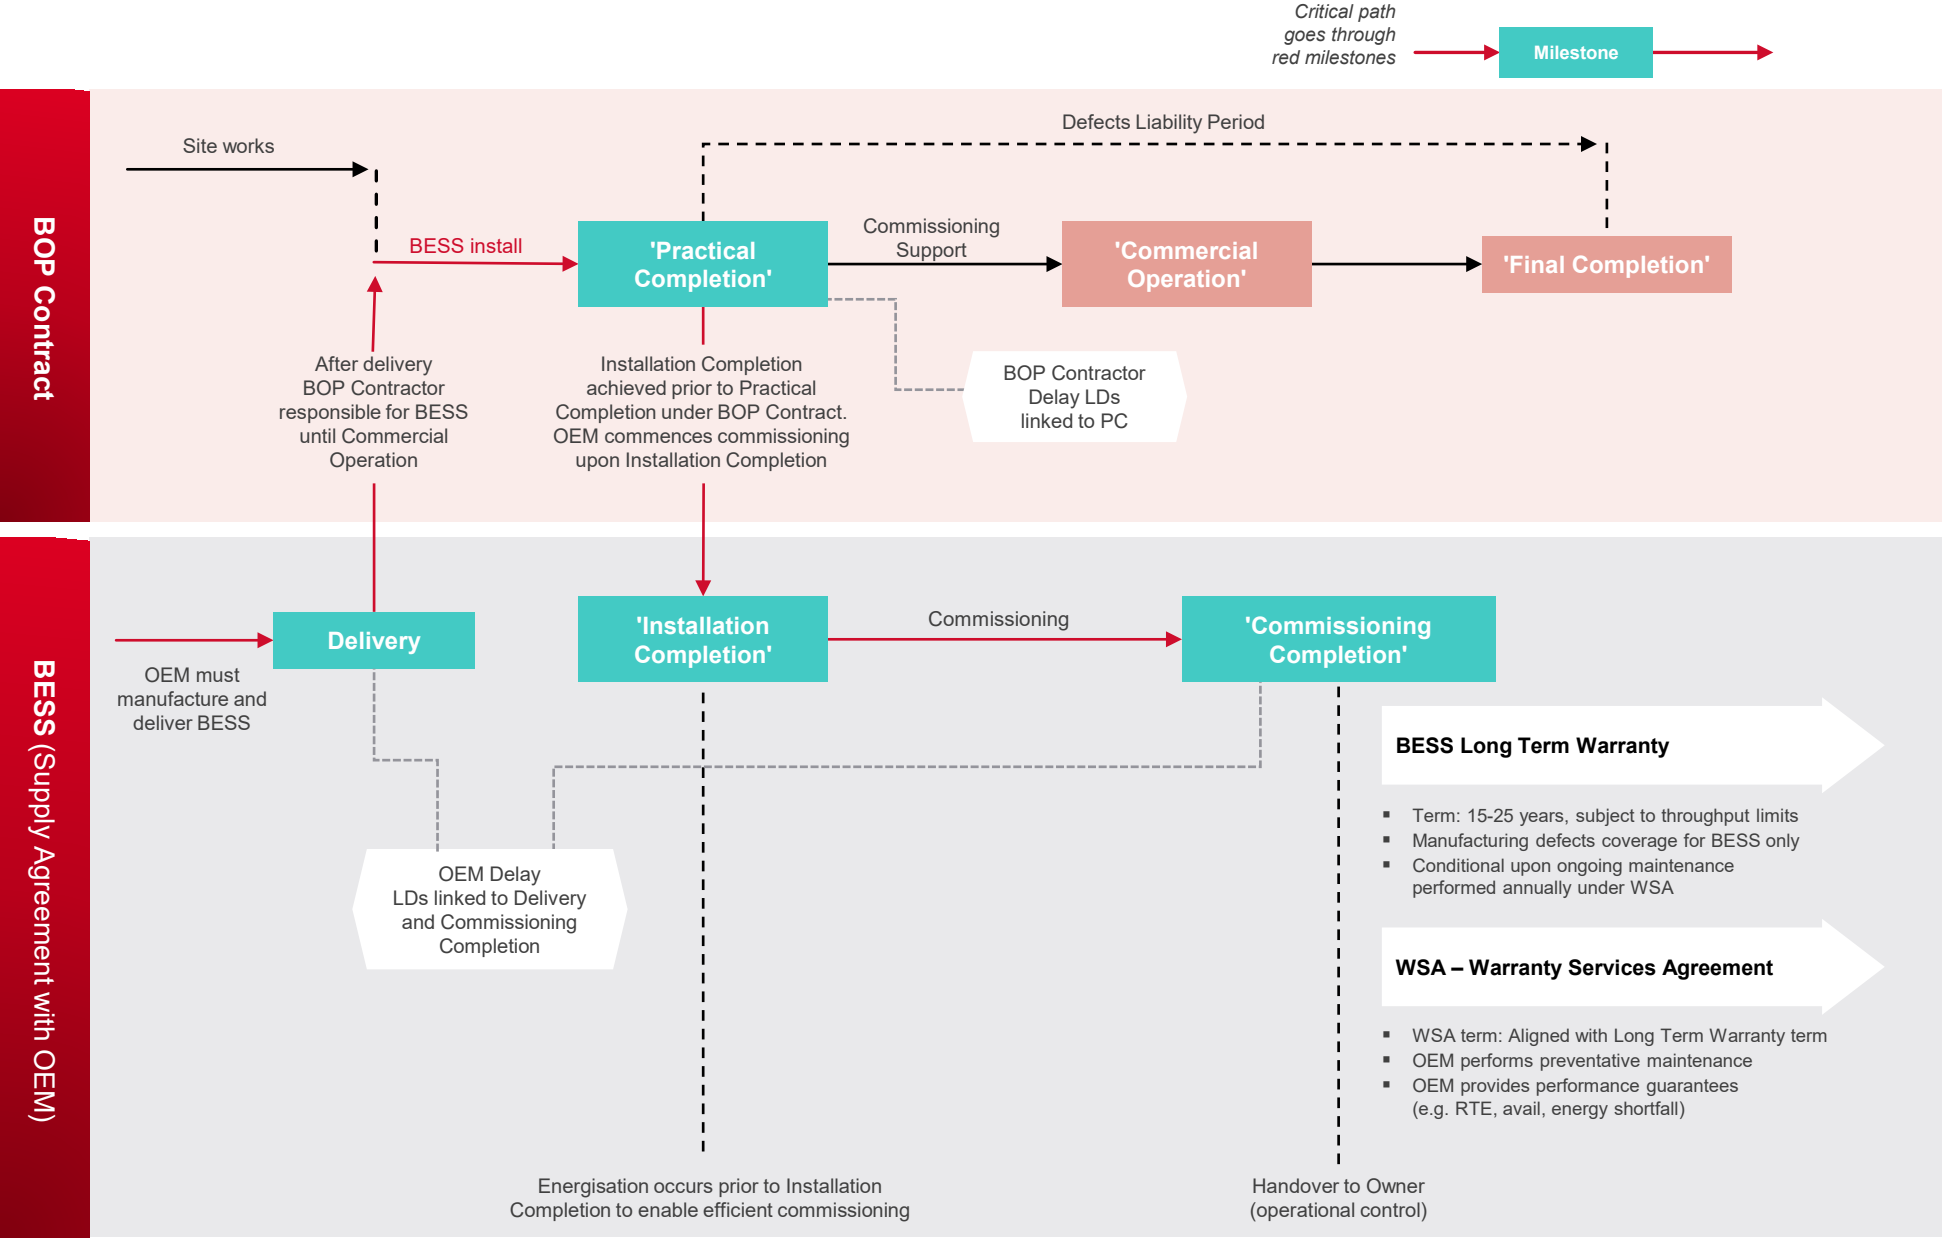 Critical path
goes through
red milestones
Milestone
BOP Contract
Site works
Defects Liability Period
BESS install
'Practical
Completion'
Commissioning
Support
'Commercial
Operation'
'Final Completion'
After delivery
BOP Contractor
responsible for BESS
until Commercial
Operation
Installation Completion
achieved prior to Practical
Completion under BOP Contract.
OEM commences commissioning
upon Installation Completion
BOP Contractor
Delay LDs
linked to PC
BESS (Supply Agreement with OEM)
Delivery
OEM must
manufacture and
deliver BESS
'Installation
Completion'
Commissioning
'Commissioning
Completion'
OEM Delay
LDs linked to Delivery
and Commissioning
Completion
BESS Long Term Warranty
▪ Term: 15-25 years, subject to throughput limits
▪ Manufacturing defects coverage for BESS only
▪ Conditional upon ongoing maintenance
performed annually under WSA
WSA – Warranty Services Agreement
▪ WSA term: Aligned with Long Term Warranty term
▪ OEM performs preventative maintenance
▪ OEM provides performance guarantees
(e.g. RTE, avail, energy shortfall)
Energisation occurs prior to Installation
Completion to enable efficient commissioning
Handover to Owner
(operational control)